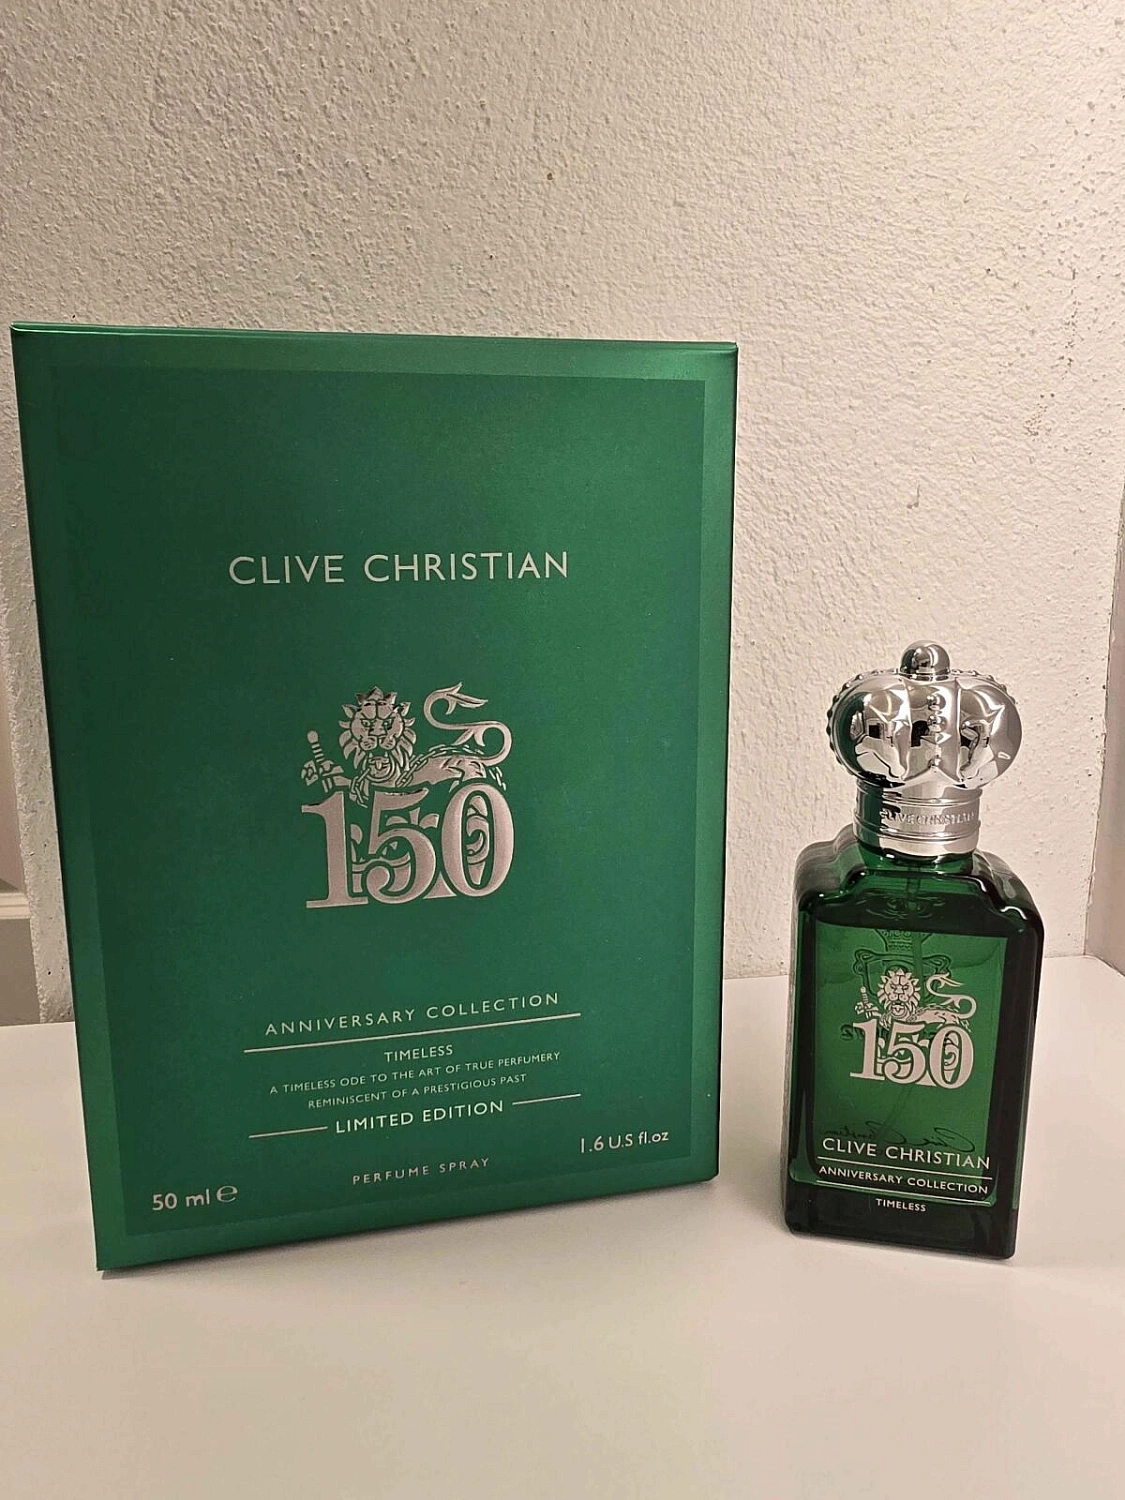 CLIVE CHRISTIAN
150
ANNIVERSARY COLLECTION
TIMELESS
A TIMELESS ODE TO THE ART OF TRUE PERFUMERY
REMINISCENT OF A PRESTIGIOUS PAST
LIMITED EDITION
1.6 U.S fl.oz
PERFUME SPRAY
50 ml ℮
CLIVE CHRISTIAN
150
CLIVE CHRISTIAN
ANNIVERSARY COLLECTION
TIMELESS